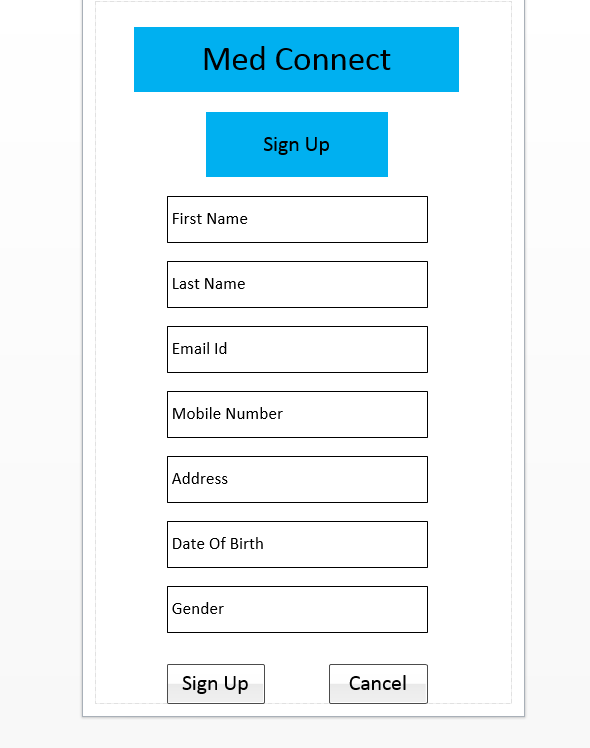 Med Connect
Sign Up
First Name
Last Name
Email Id
Mobile Number
Address
Date Of Birth
Gender
Sign Up Cancel